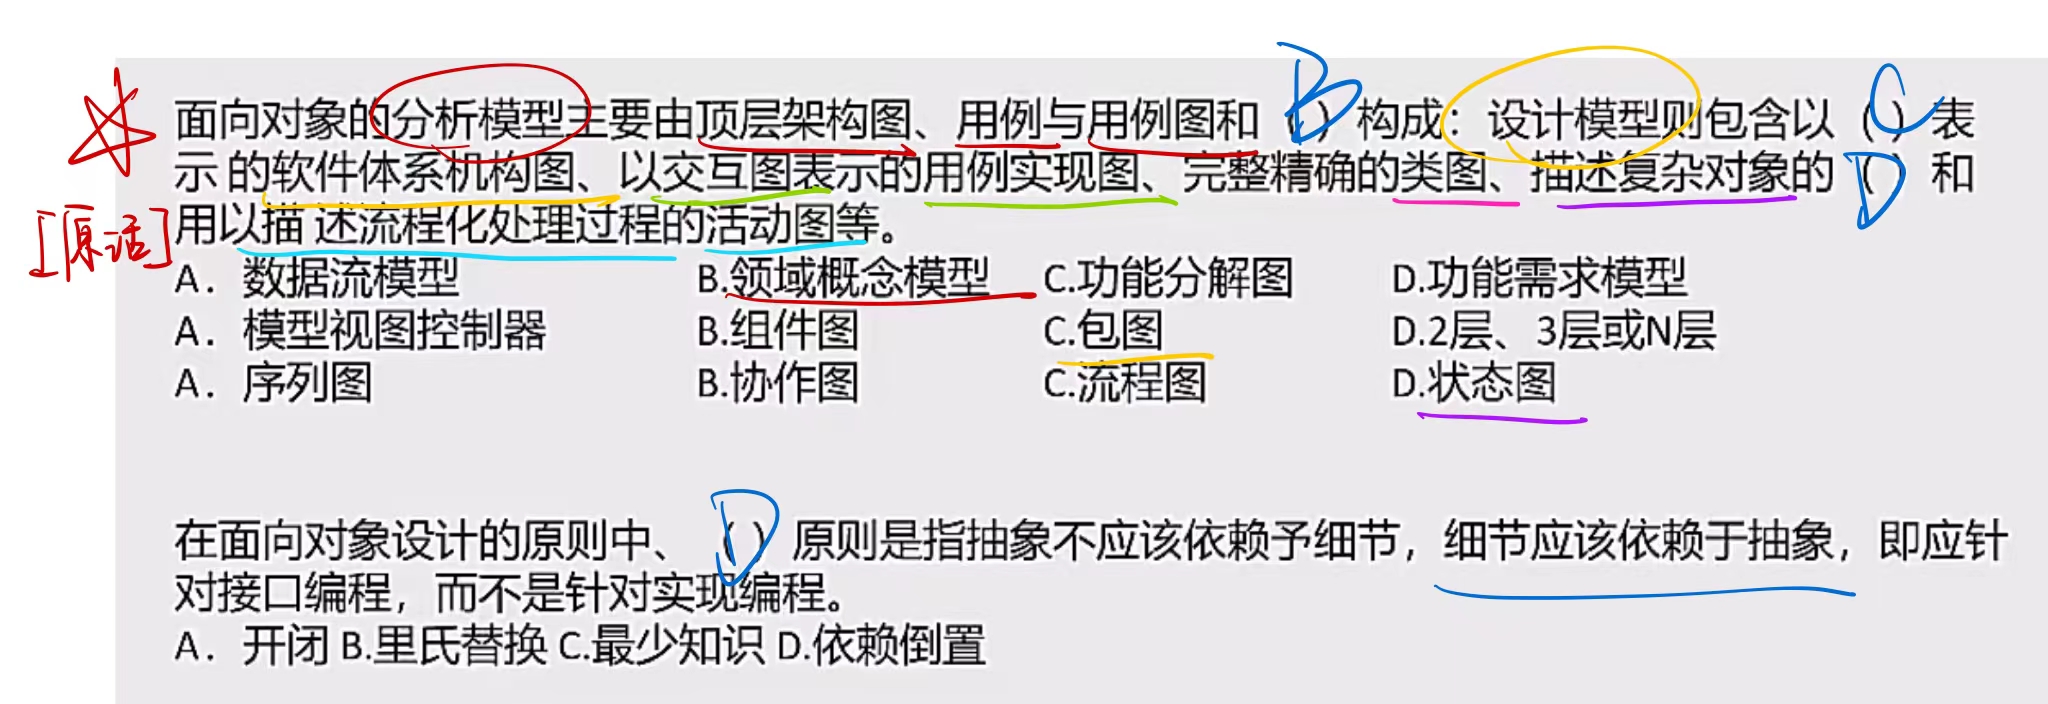 面向对象的分析模型主要由顶层架构图、用例与用例图和（）构成：设计模型则包含以（）表
示 的软件体系机构图、以交互图表示的用例实现图、完整精确的类图、描述复杂对象的（）和
用以描 述流程化处理过程的活动图等。
B
C
D
[原话]
A．数据流模型 B.领域概念模型 C.功能分解图 D.功能需求模型
A．模型视图控制器 B.组件图 C.包图 D.2层、3层或N层
A．序列图 B.协作图 C.流程图 D.状态图
在面向对象设计的原则中、（）原则是指抽象不应该依赖予细节，细节应该依赖于抽象，即应针
对接口编程，而不是针对实现编程。
D
A．开闭 B.里氏替换 C.最少知识 D.依赖倒置